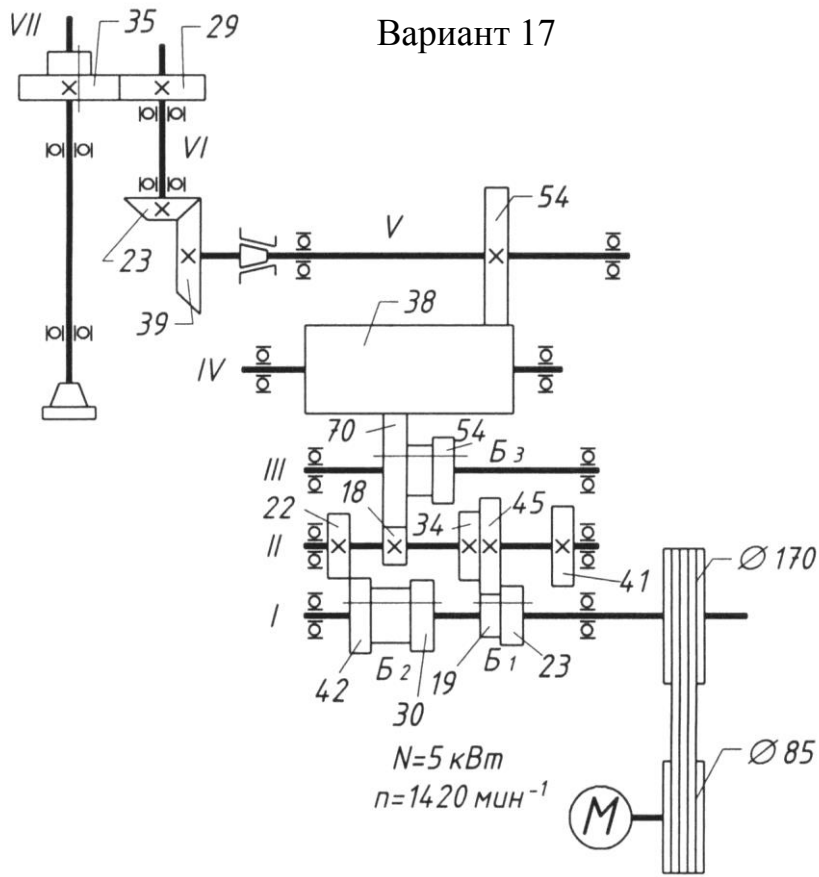 Вариант 17
VII
35
29
VI
23
39
V
54
38
IV
70
54
Б3
III
22
18
34
45
II
41
Ø 170
I
42
Б2
30
19
Б1
23
N=5 кВт
n=1420 мин⁻¹
М
Ø 85